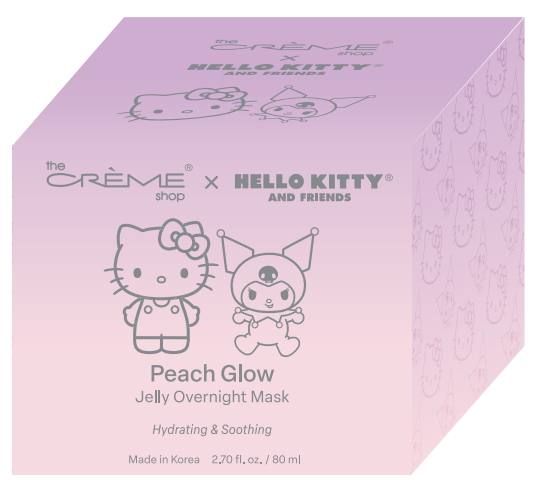 the
CRÈME®
shop
×
HELLO KITTY®
AND FRIENDS
the
CRÈME®
shop
× HELLO KITTY®
AND FRIENDS
Peach Glow
Jelly Overnight Mask
Hydrating & Soothing
Made in Korea 2.70 fl. oz. / 80 ml